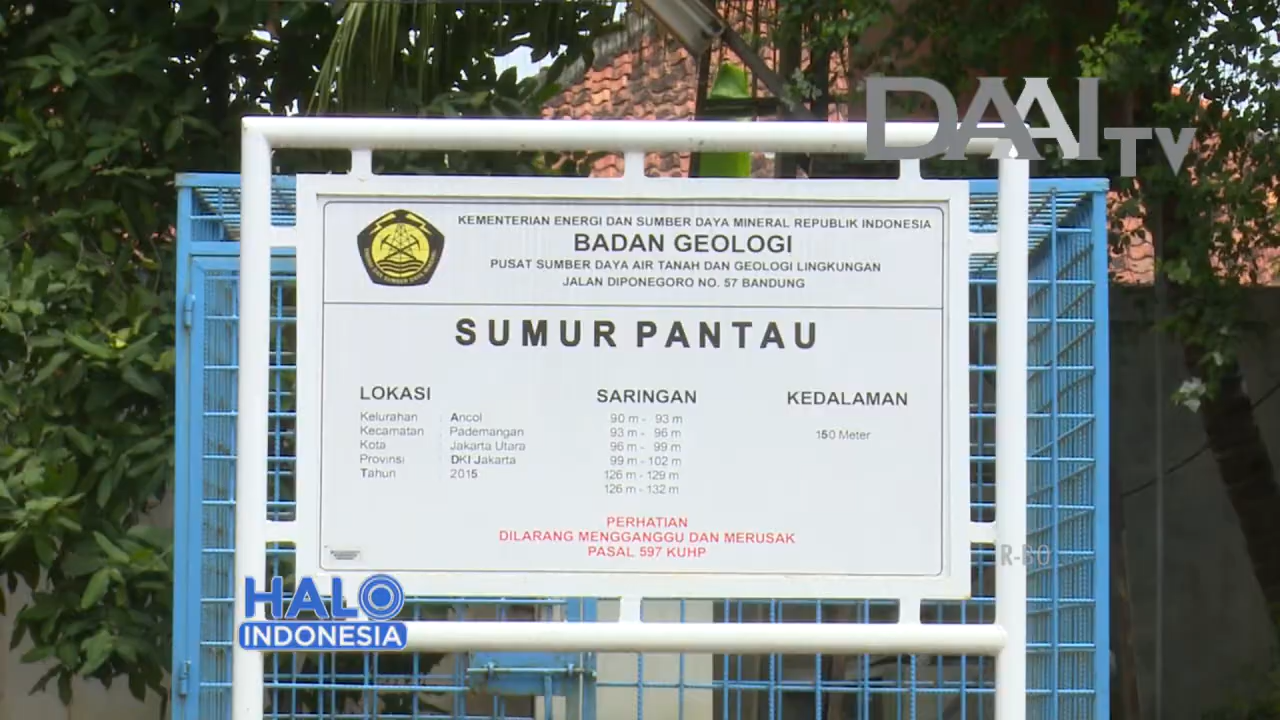 DAAI TV
KEMENTERIAN ENERGI DAN SUMBER DAYA MINERAL REPUBLIK INDONESIA
BADAN GEOLOGI
PUSAT SUMBER DAYA AIR TANAH DAN GEOLOGI LINGKUNGAN
JALAN DIPONEGORO NO. 57 BANDUNG
SUMUR PANTAU
LOKASI SARINGAN KEDALAMAN
Kelurahan : Ancol 90 m - 93 m
Kecamatan : Pademangan 93 m - 96 m 150 Meter
Kota : Jakarta Utara 96 m - 99 m
Provinsi : DKI Jakarta 99 m - 102 m
Tahun : 2015 126 m - 129 m
126 m - 132 m
PERHATIAN
DILARANG MENGGANGGU DAN MERUSAK
PASAL 597 KUHP
R-BO
HALO
INDONESIA